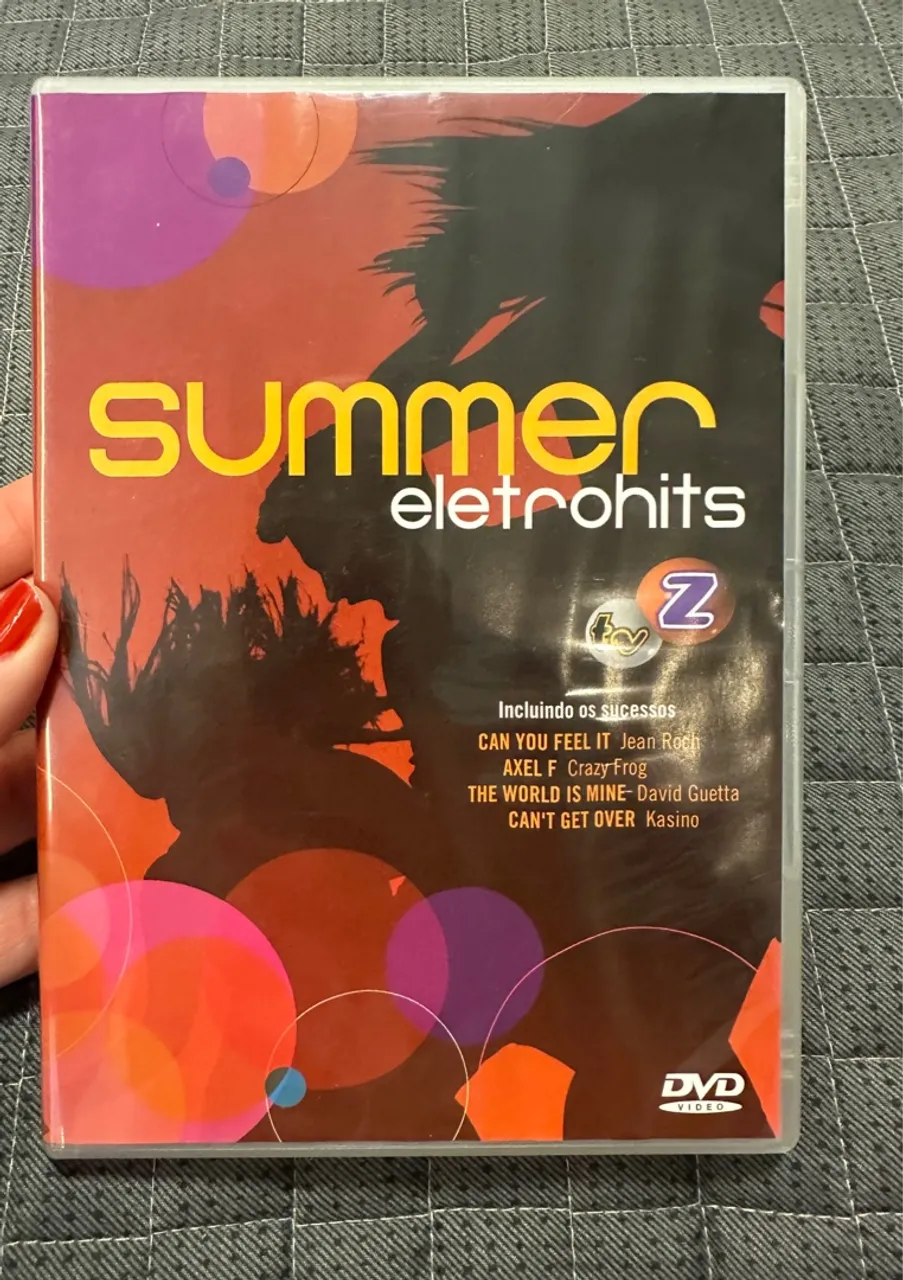 summer
eletrohits
tv Z
Incluindo os sucessos
CAN YOU FEEL IT Jean Roch
AXEL F Crazy Frog
THE WORLD IS MINE David Guetta
CAN'T GET OVER Kasino
DVD
VIDEO